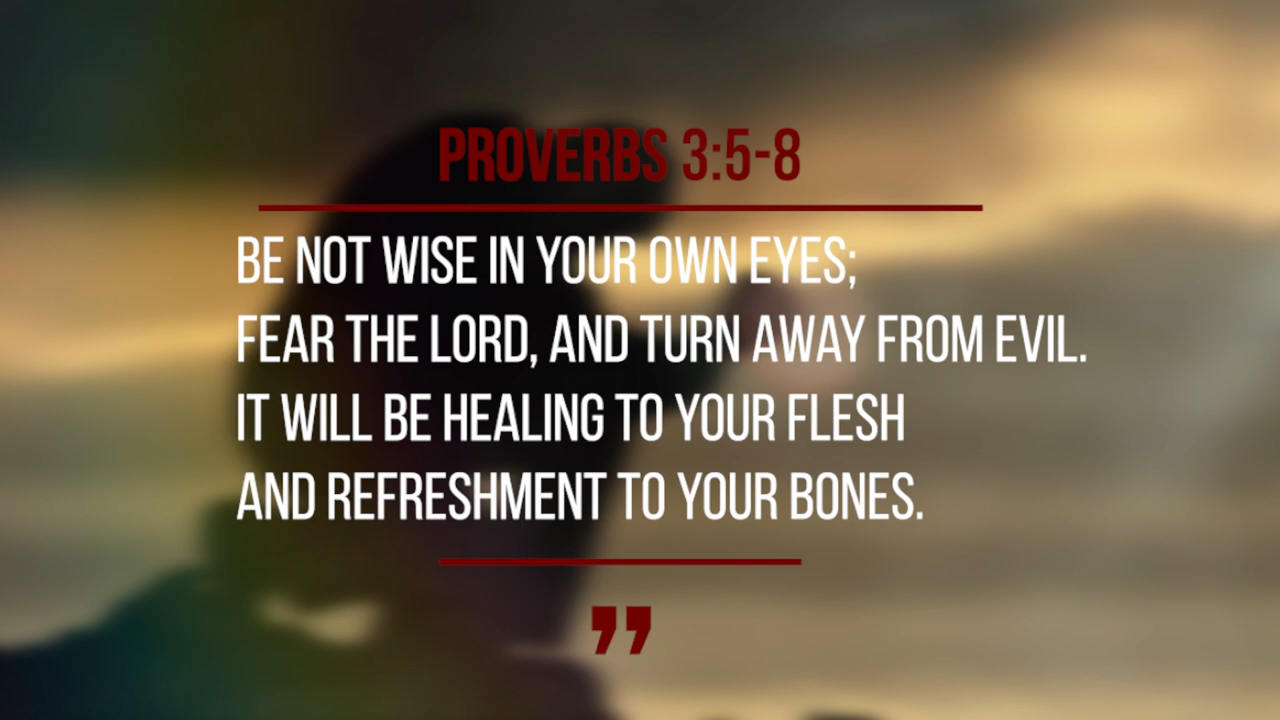 PROVERBS 3:5-8
BE NOT WISE IN YOUR OWN EYES;
FEAR THE LORD, AND TURN AWAY FROM EVIL.
IT WILL BE HEALING TO YOUR FLESH
AND REFRESHMENT TO YOUR BONES.
”